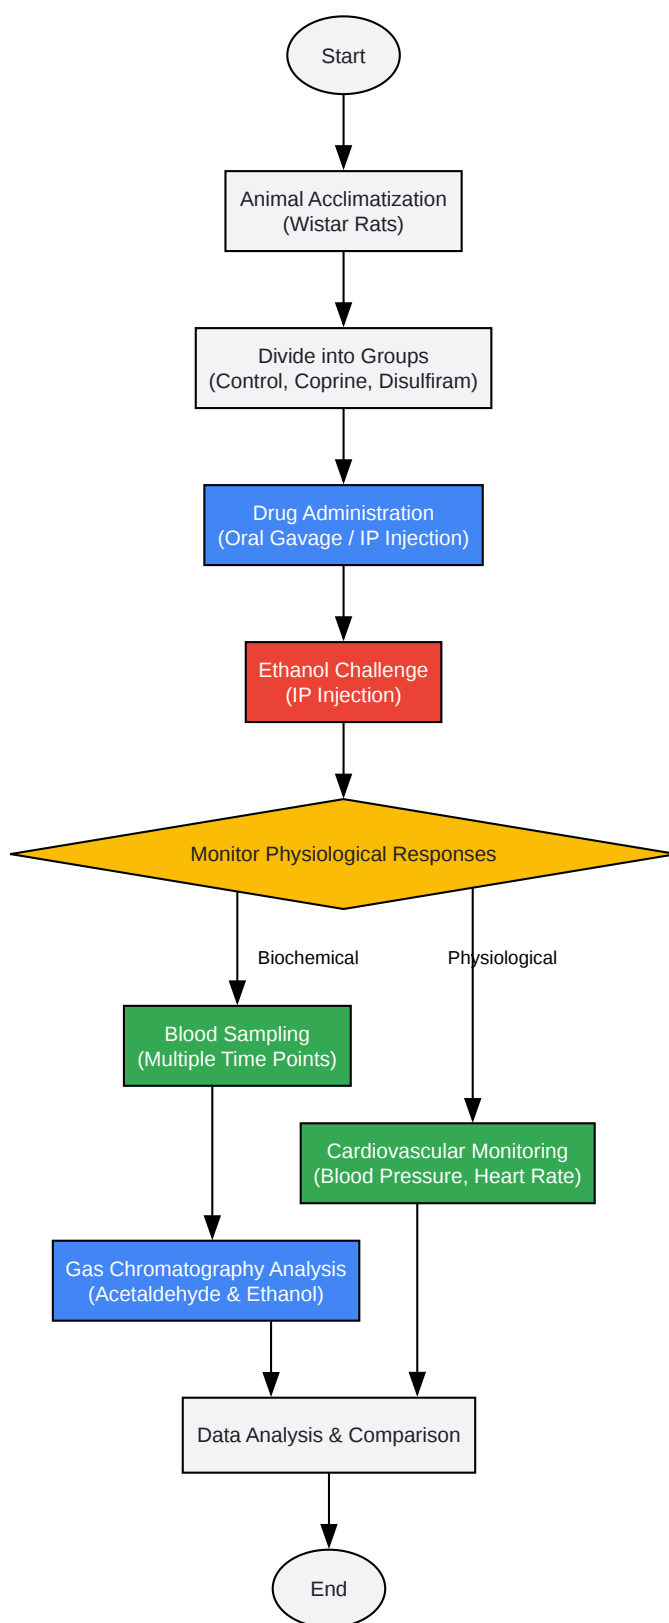 Start
Animal Acclimatization
(Wistar Rats)
Divide into Groups
(Control, Coprine, Disulfiram)
Drug Administration
(Oral Gavage / IP Injection)
Ethanol Challenge
(IP Injection)
Monitor Physiological Responses
Biochemical
Physiological
Blood Sampling
(Multiple Time Points)
Cardiovascular Monitoring
(Blood Pressure, Heart Rate)
Gas Chromatography Analysis
(Acetaldehyde & Ethanol)
Data Analysis & Comparison
End